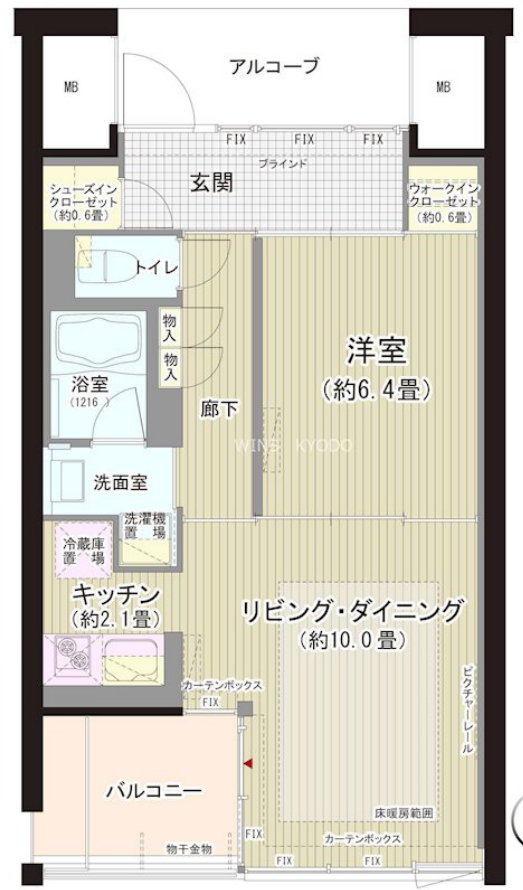 アルコーブ
MB
MB
FIX
FIX
FIX
ブラインド
玄関
シューズイン
クローゼット
(約0.6畳)
ウォークイン
クローゼット
(約0.6畳)
トイレ
物
入
物
入
洋室
(約6.4畳)
浴室
(1216)
廊下
WINS KYODO
洗面室
洗濯機
置場
冷蔵庫
置場
キッチン
(約2.1畳)
リビング・ダイニング
(約10.0畳)
カーテンボックス
FIX
ピクチャーレール
バルコニー
床暖房範囲
物干金物
FIX
カーテンボックス
FIX
FIX